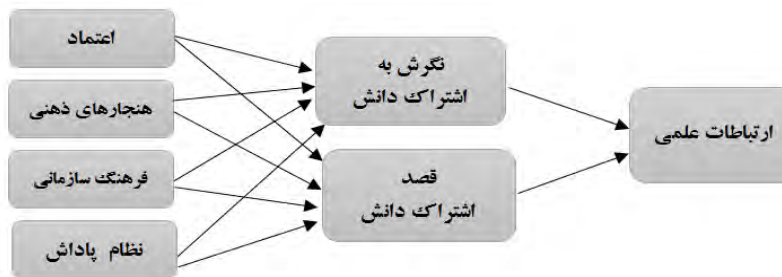 اعتماد
هنجارهای ذهنی
فرهنگ سازمانی
نظام پاداش
نگرش به
اشتراک دانش
قصد
اشتراک دانش
ارتباطات علمی